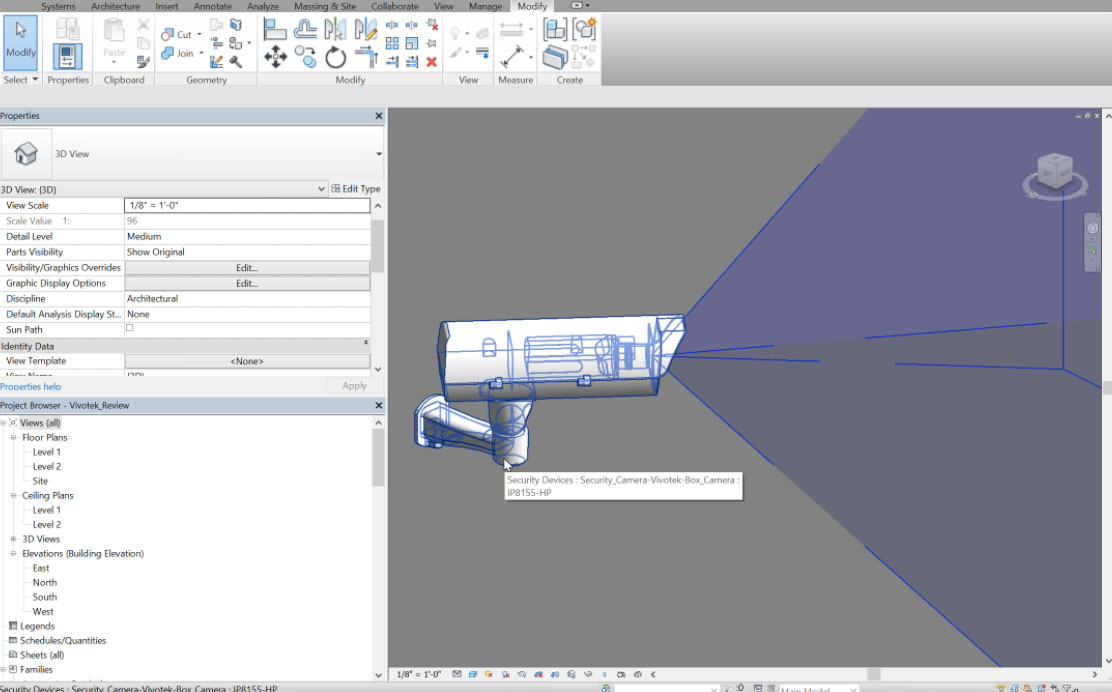 Systems Architecture Insert Annotate Analyze Massing & Site Collaborate View Manage Modify
Modify
Paste
Cut
Join
Select Properties Clipboard Geometry Modify View Measure Create
Properties
3D View
3D View: {3D} Edit Type
View Scale 1/8" = 1'-0"
Scale Value 1: 96
Detail Level Medium
Parts Visibility Show Original
Visibility/Graphics Overrides Edit...
Graphic Display Options Edit...
Discipline Architectural
Default Analysis Display St... None
Sun Path
Identity Data
View Template <None>
View Name {3D}
Properties help Apply
Project Browser - Vivotek_Review
Views (all)
Floor Plans
Level 1
Level 2
Site
Ceiling Plans
Level 1
Level 2
3D Views
Elevations (Building Elevation)
East
North
South
West
Legends
Schedules/Quantities
Sheets (all)
Families
Security Devices : Security_Camera-Vivotek-Box_Camera :
IP8155-HP
1/8" = 1'-0"
Security Devices : Security_Camera-Vivotek-Box_Camera : IP8155-HP
:0 Main Model :0